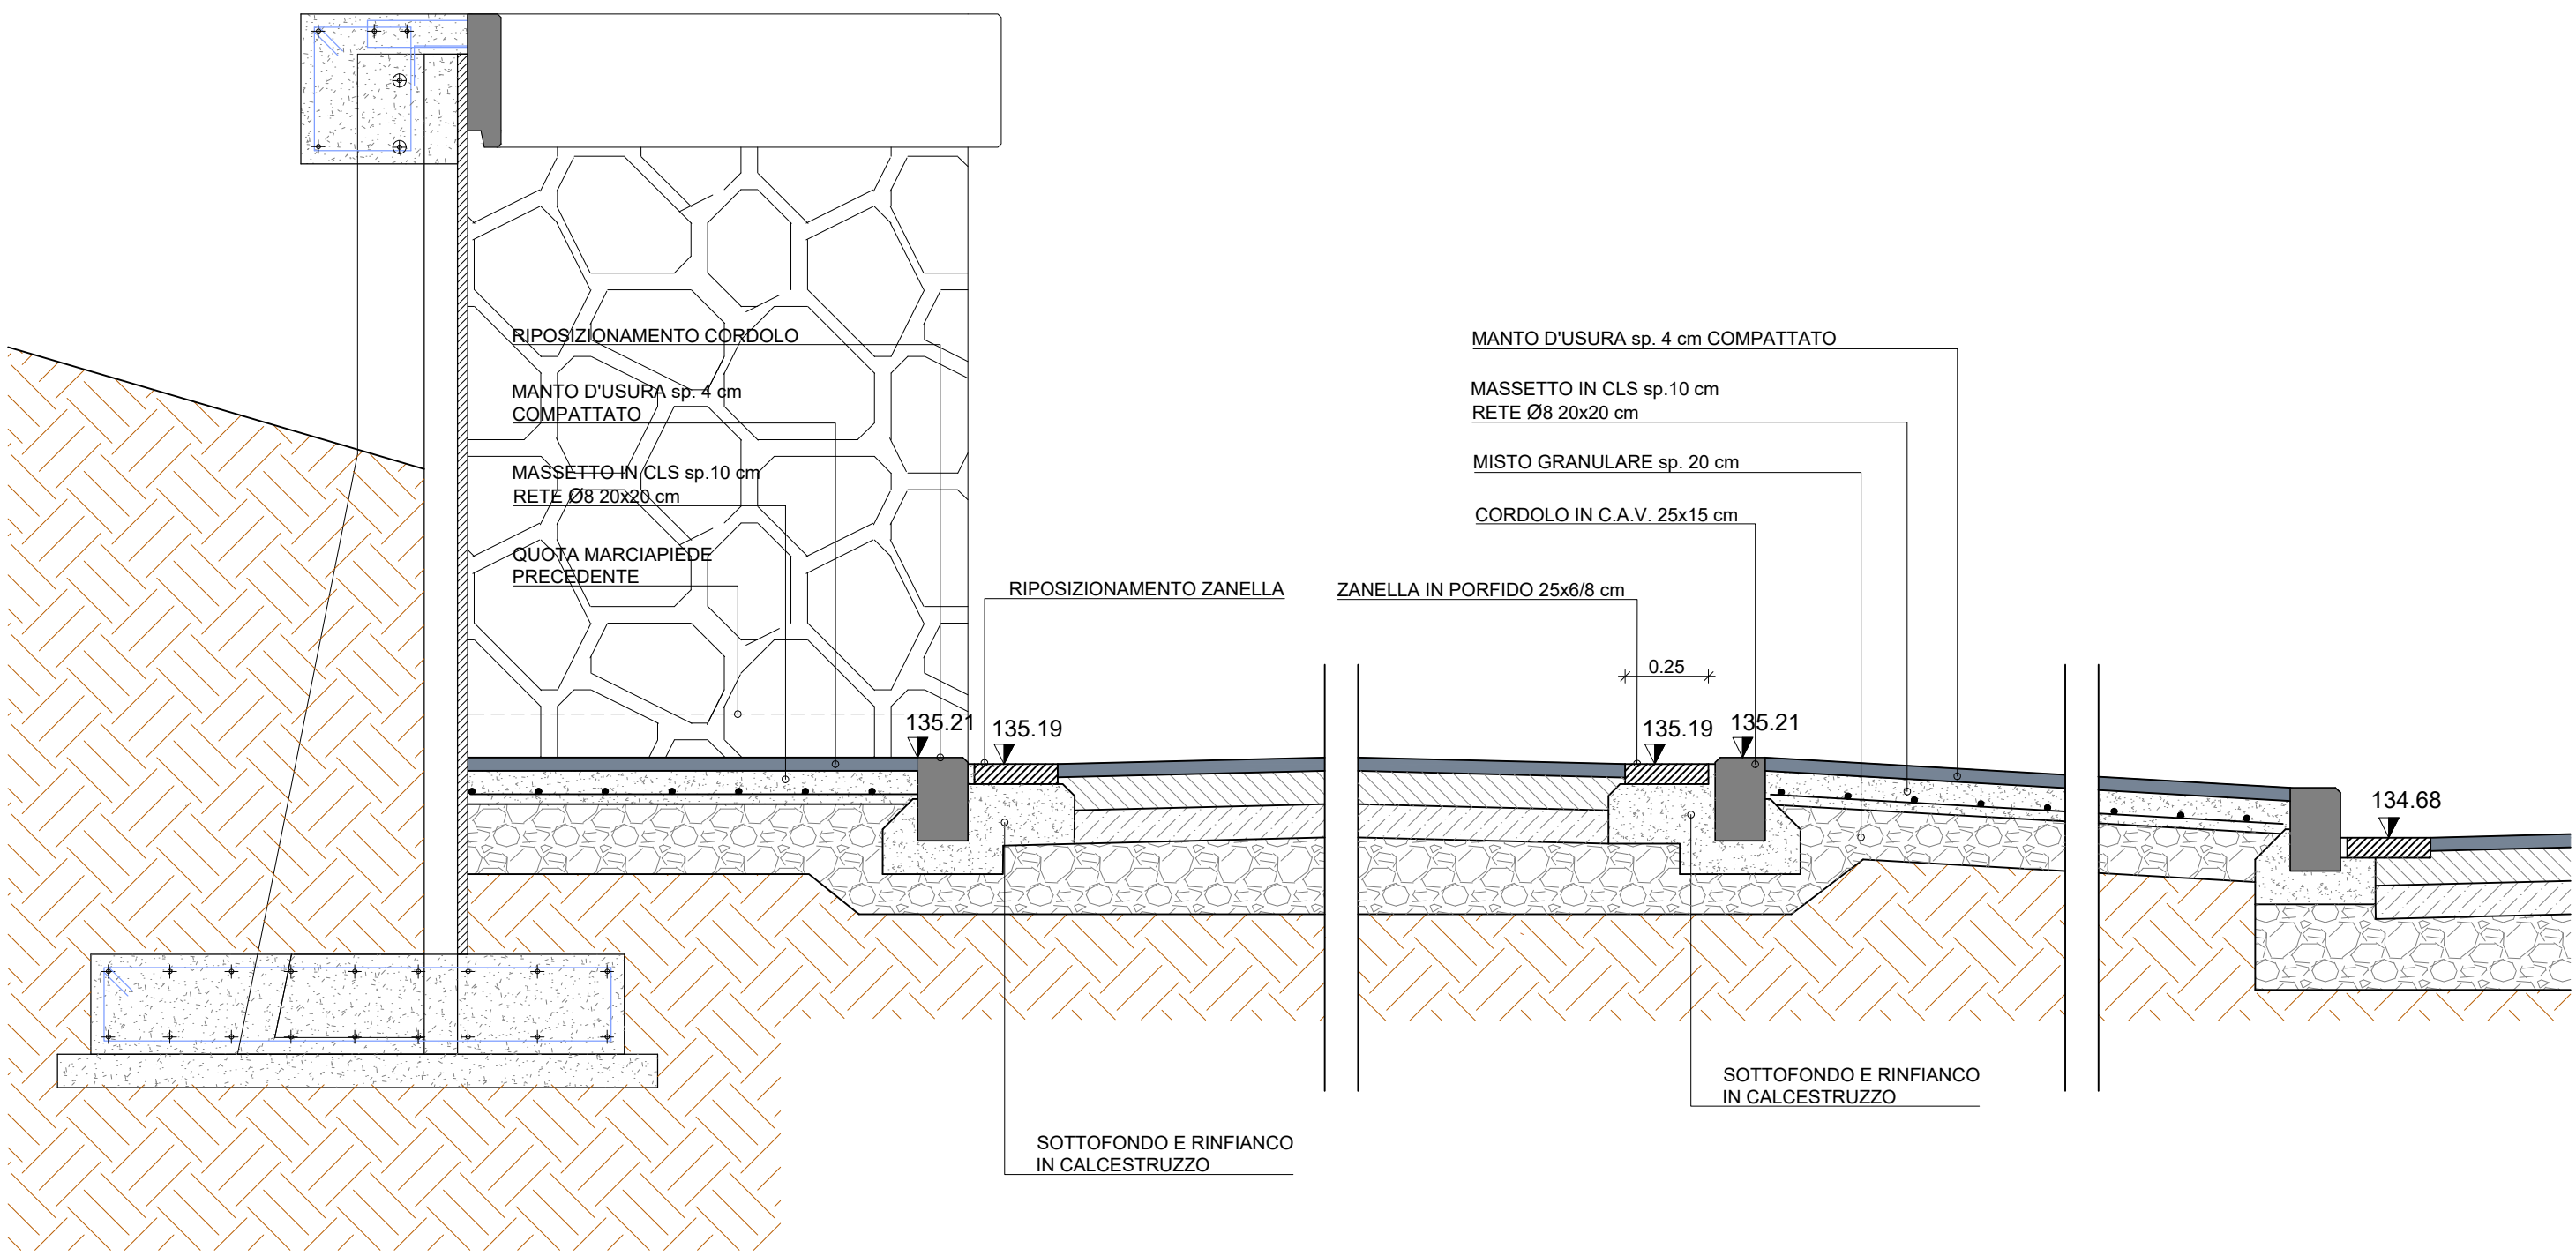 RIPOSIZIONAMENTO CORDOLO
MANTO D'USURA sp. 4 cm
COMPATTATO
MASSETTO IN CLS sp.10 cm
RETE Ø8 20x20 cm
QUOTA MARCIAPIEDE
PRECEDENTE
RIPOSIZIONAMENTO ZANELLA
135.21
135.19
SOTTOFONDO E RINFIANCO
IN CALCESTRUZZO
MANTO D'USURA sp. 4 cm COMPATTATO
MASSETTO IN CLS sp.10 cm
RETE Ø8 20x20 cm
MISTO GRANULARE sp. 20 cm
CORDOLO IN C.A.V. 25x15 cm
ZANELLA IN PORFIDO 25x6/8 cm
0.25
135.19
135.21
134.68
SOTTOFONDO E RINFIANCO
IN CALCESTRUZZO